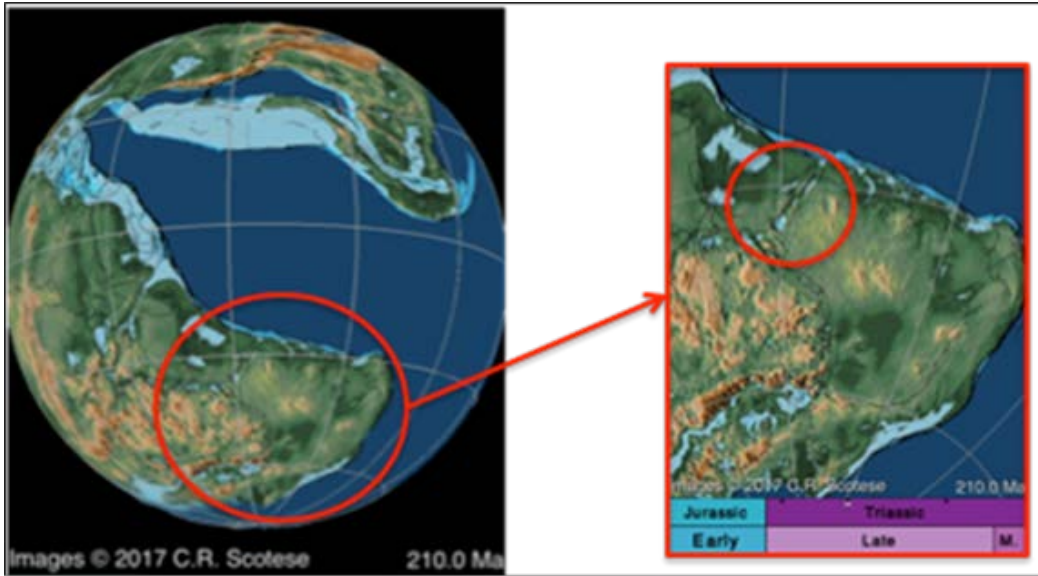 Images © 2017 C.R. Scotese 210.0 Ma
Images © 2017 C.R. Scotese 210.0 Ma
Jurassic Triassic
Early Late M.